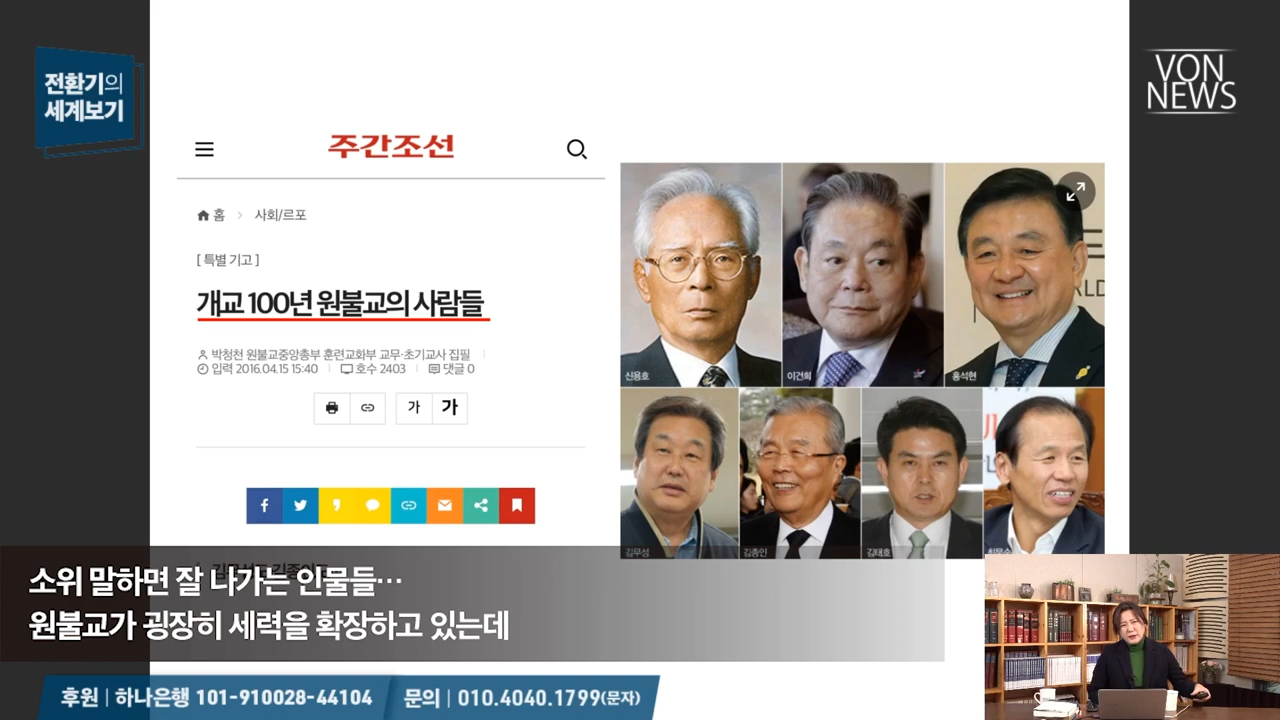 전환기의
세계보기
VON
NEWS
주간조선
홈 > 사회/르포
[ 특별 기고 ]
개교 100년 원불교의 사람들
박청천 원불교중앙총부 훈련교화부 교무·초기교사 집필
입력 2016.04.15 15:40 호수 2403 댓글 0
가 가
신용호 이건희 홍석현
김무성 김종인 김태호
소위 말하면 잘 나가는 인물들…
원불교가 굉장히 세력을 확장하고 있는데
후원 | 하나은행 101-910028-44104 문의 | 010.4040.1799(문자)